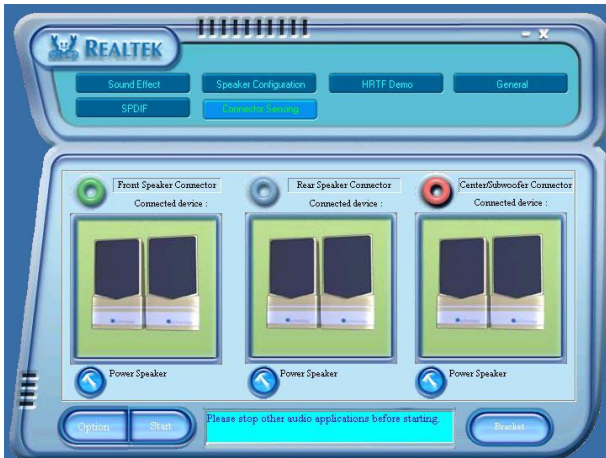 REALTEK
- x
Sound Effect
Speaker Configuration
HRTF Demo
General
SPDIF
Connector Sensing
Front Speaker Connector
Rear Speaker Connector
Center/Subwoofer Connector
Connected device :
Connected device :
Connected device :
Power Speaker
Power Speaker
Power Speaker
Option
Start
Please stop other audio applications before starting.
Bracket